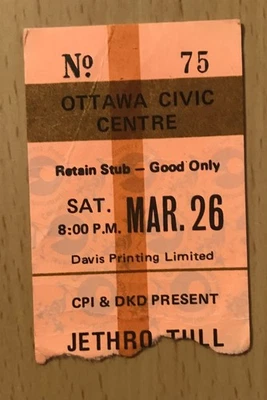 No 75
OTTAWA CIVIC
CENTRE
Retain Stub — Good Only
SAT.
8:00 P.M. MAR. 26
Davis Printing Limited
CPI & DKD PRESENT
JETHRO TULL